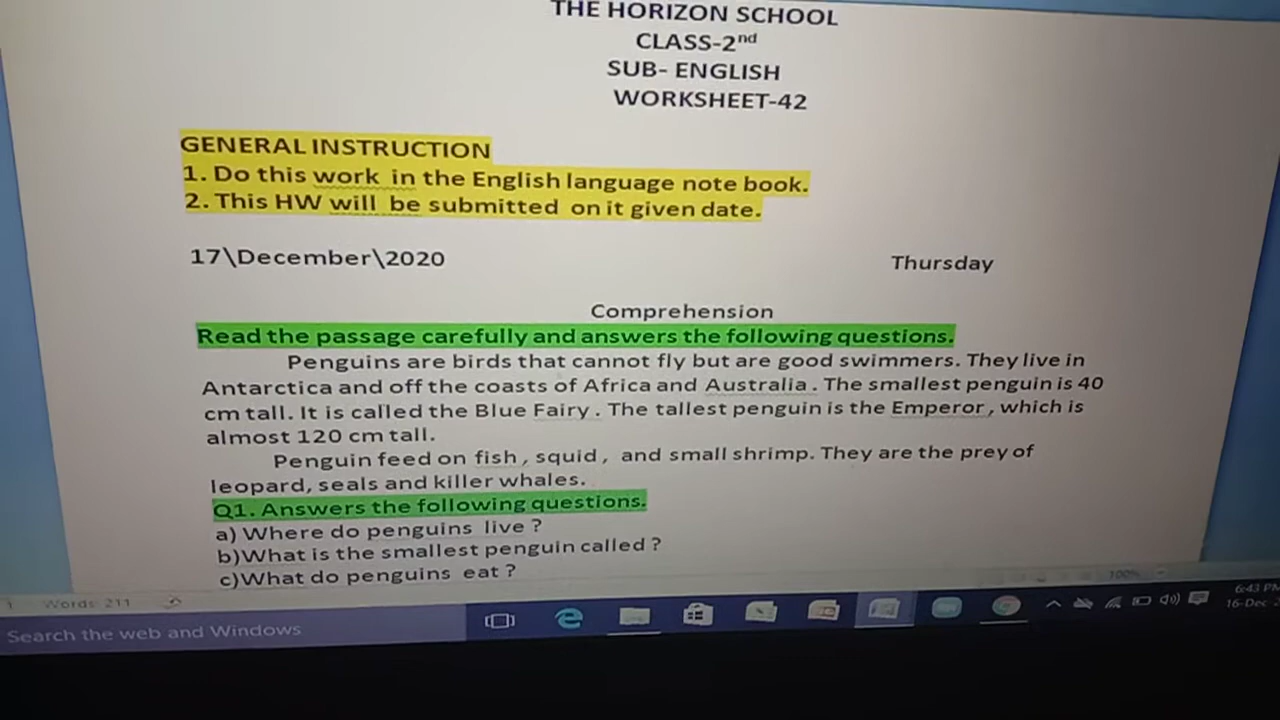 THE HORIZON SCHOOL
CLASS-2nd
SUB- ENGLISH
WORKSHEET-42
GENERAL INSTRUCTION
1. Do this work in the English language note book.
2. This HW will be submitted on it given date.
17\December\2020 Thursday
Comprehension
Read the passage carefully and answers the following questions.
Penguins are birds that cannot fly but are good swimmers. They live in
Antarctica and off the coasts of Africa and Australia . The smallest penguin is 40
cm tall. It is called the Blue Fairy . The tallest penguin is the Emperor , which is
almost 120 cm tall.
Penguin feed on fish , squid , and small shrimp. They are the prey of
leopard, seals and killer whales.
Q1. Answers the following questions.
a) Where do penguins live ?
b)What is the smallest penguin called ?
c)What do penguins eat ?
1 Words: 211 100%
Search the web and Windows
6:43 PM
16-Dec